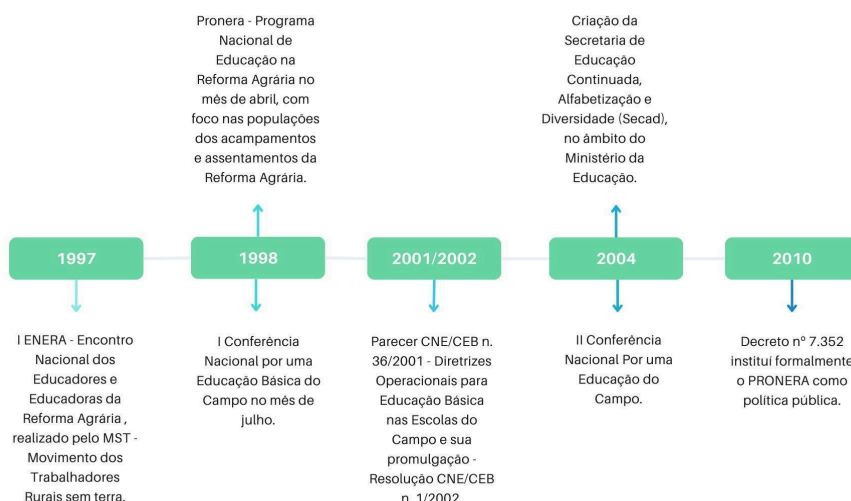 Pronera - Programa
Nacional de
Educação na
Reforma Agrária no
mês de abril, com
foco nas populações
dos acampamentos
e assentamentos da
Reforma Agrária.
Criação da
Secretaria de
Educação
Continuada,
Alfabetização e
Diversidade (Secad),
no âmbito do
Ministério da
Educação.
1997
1998
2001/2002
2004
2010
I ENERA - Encontro
Nacional dos
Educadores e
Educadoras da
Reforma Agrária ,
realizado pelo MST -
Movimento dos
Trabalhadores
Rurais sem terra.
I Conferência
Nacional por uma
Educação Básica do
Campo no mês de
julho.
Parecer CNE/CEB n.
36/2001 - Diretrizes
Operacionais para
Educação Básica
nas Escolas do
Campo e sua
promulgação -
Resolução CNE/CEB
n. 1/2002
II Conferência
Nacional Por uma
Educação do
Campo.
Decreto nº 7.352
instituí formalmente
o PRONERA como
política pública.